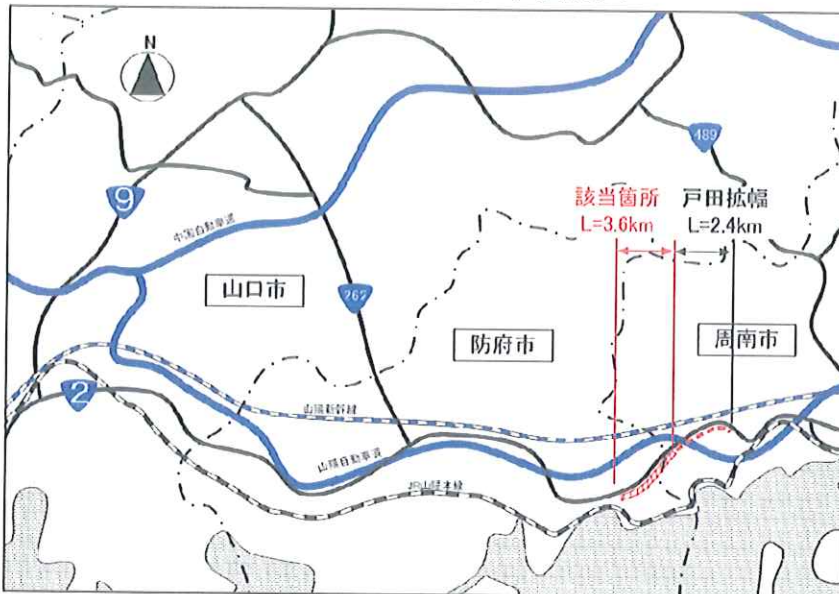 N
489
9
該当箇所
L=3.6km
戸田拡幅
L=2.4km
中国自動車道
山口市
262
防府市
周南市
2
山陽新幹線
山陽自動車道
JR山陽本線